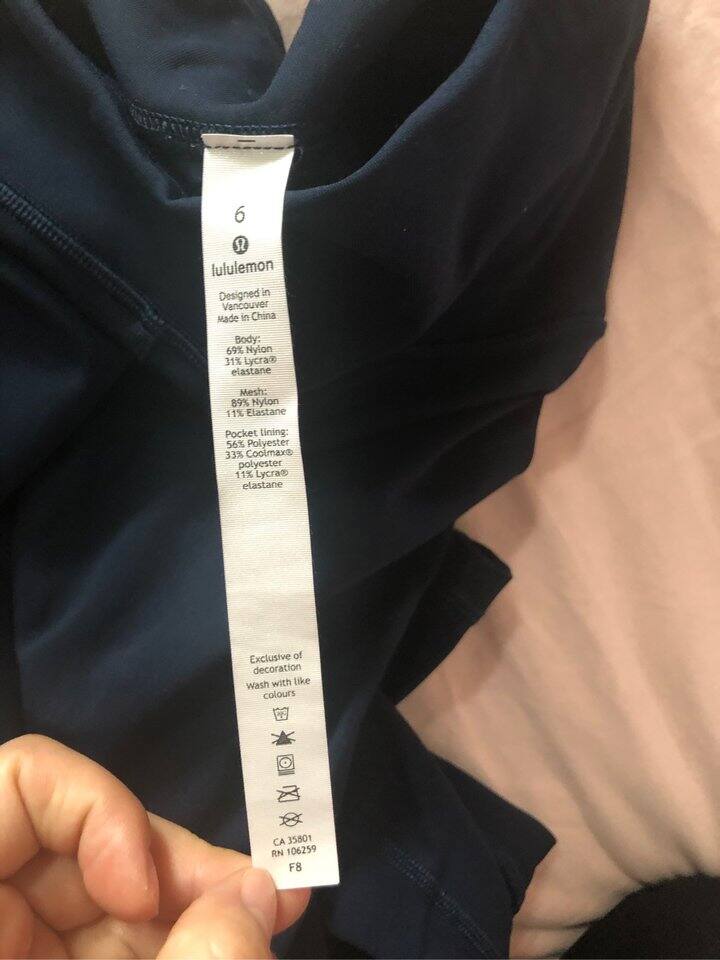 6
lululemon
Designed in
Vancouver
Made in China
Body:
69% Nylon
31% Lycra®
elastane
Mesh:
89% Nylon
11% Elastane
Pocket lining:
56% Polyester
33% Coolmax®
polyester
11% Lycra®
elastane
Exclusive of
decoration
Wash with like
colours
CA 35801
RN 106259
F8